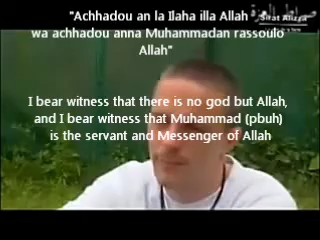 "Achhadou an la Ilaha illa Allah
wa achhadou anna Muhammadan rassoulo
Allah"
I bear witness that there is no god but Allah,
and I bear witness that Muhammad (pbuh)
is the servant and Messenger of Allah